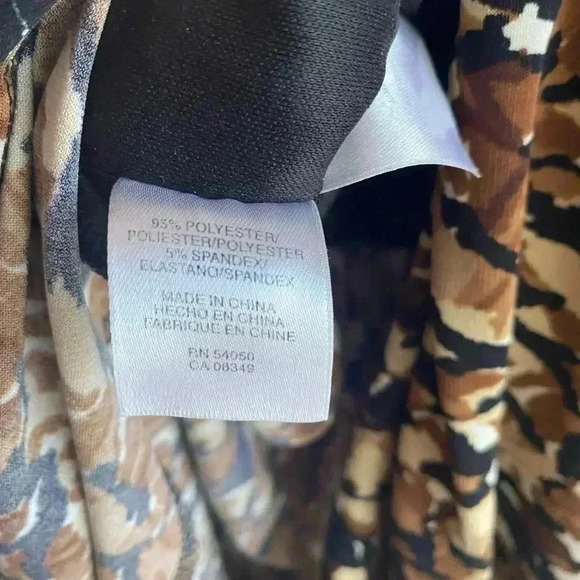 95% POLYESTER/
POLIESTER/POLYESTER
5% SPANDEX/
ELASTANO/SPANDEX
MADE IN CHINA
HECHO EN CHINA
FABRIQUE EN CHINE
RN 54050
CA 08349